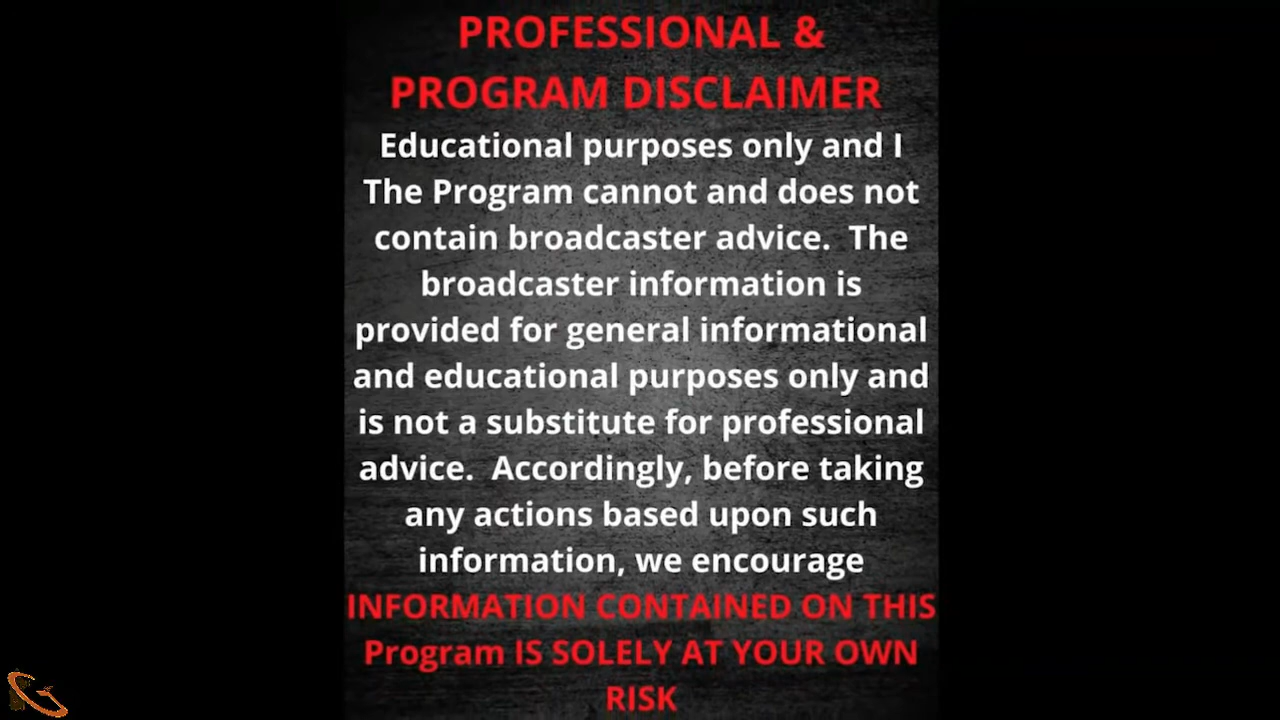 PROFESSIONAL &
PROGRAM DISCLAIMER
Educational purposes only and I
The Program cannot and does not
contain broadcaster advice.  The
broadcaster information is
provided for general informational
and educational purposes only and
is not a substitute for professional
advice.  Accordingly, before taking
any actions based upon such
information, we encourage
INFORMATION CONTAINED ON THIS
Program IS SOLELY AT YOUR OWN
RISK